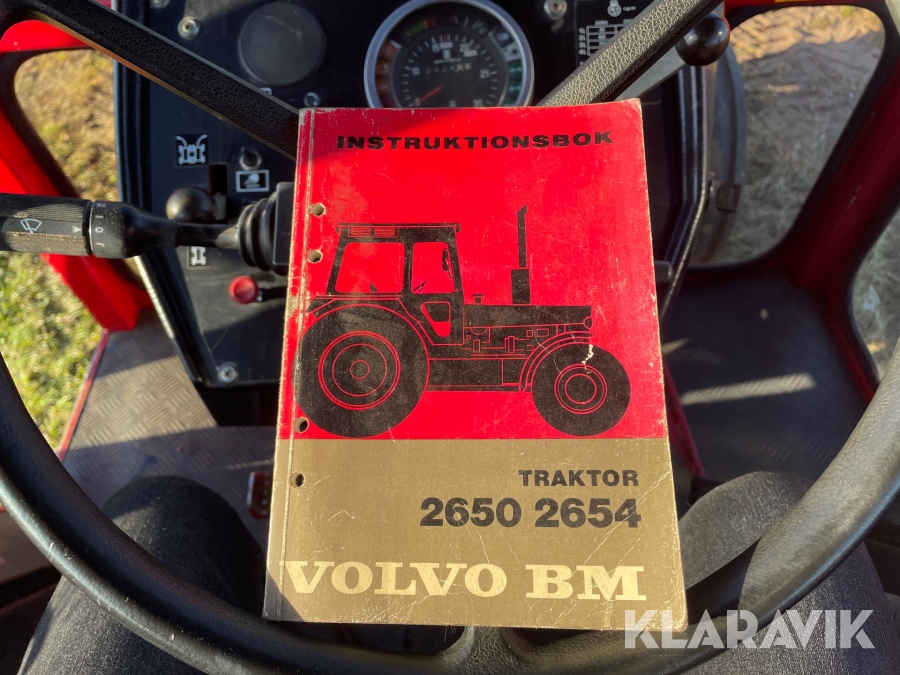 INSTRUKTIONSBOK
TRAKTOR
2650 2654
VOLVO BM
KLARAVIK